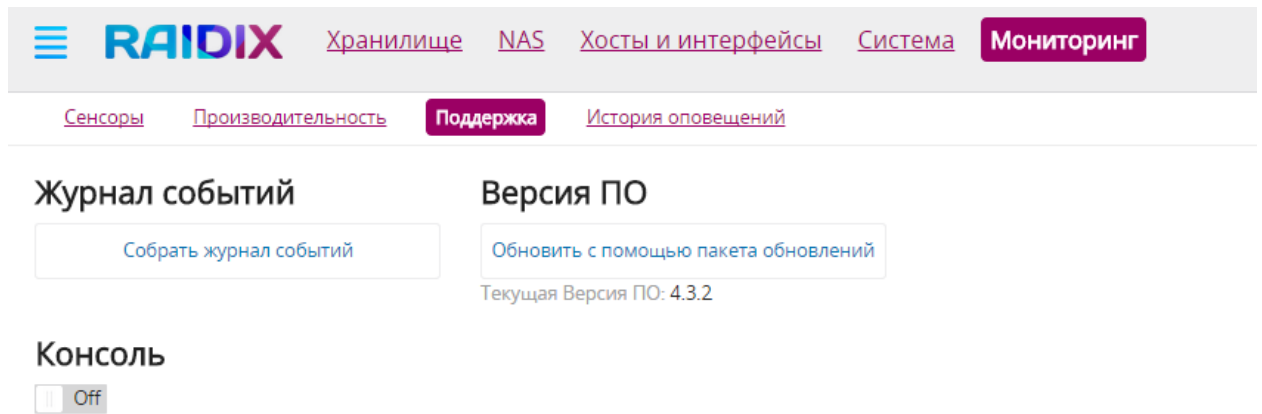 RAIDIX Хранилище NAS Хосты и интерфейсы Система Мониторинг
Сенсоры Производительность Поддержка История оповещений
Журнал событий Версия ПО
Собрать журнал событий Обновить с помощью пакета обновлений
Текущая Версия ПО: 4.3.2
Консоль
Off